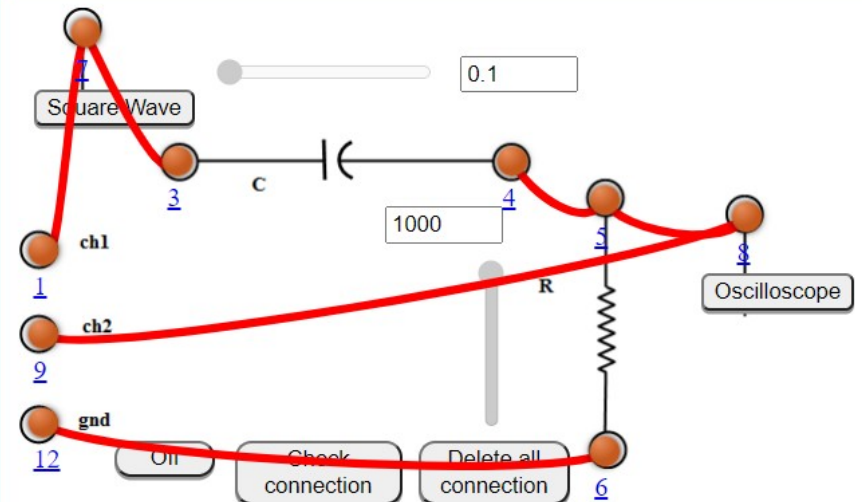 7
0.1
Square Wave
3
C
4
1000
5
ch1
8
1
R
Oscilloscope
ch2
9
gnd
12
Off
Check
connection
Delete all
connection
6